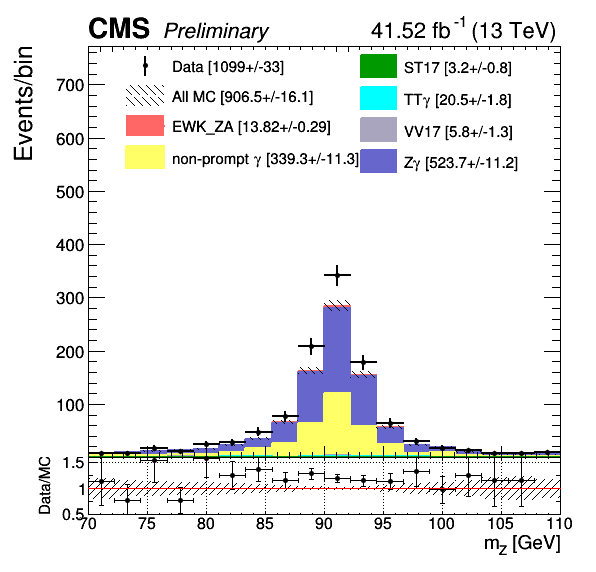 CMS Preliminary 41.52 fb⁻¹ (13 TeV)
Events/bin
Data [1099+/-33]
All MC [906.5+/-16.1]
EWK_ZA [13.82+/-0.29]
non-prompt γ [339.3+/-11.3]
ST17 [3.2+/-0.8]
TTγ [20.5+/-1.8]
VV17 [5.8+/-1.3]
Zγ [523.7+/-11.2]
700
600
500
400
300
200
100
Data/MC
1.5
1
0.5
70 75 80 85 90 95 100 105 110
m_Z [GeV]